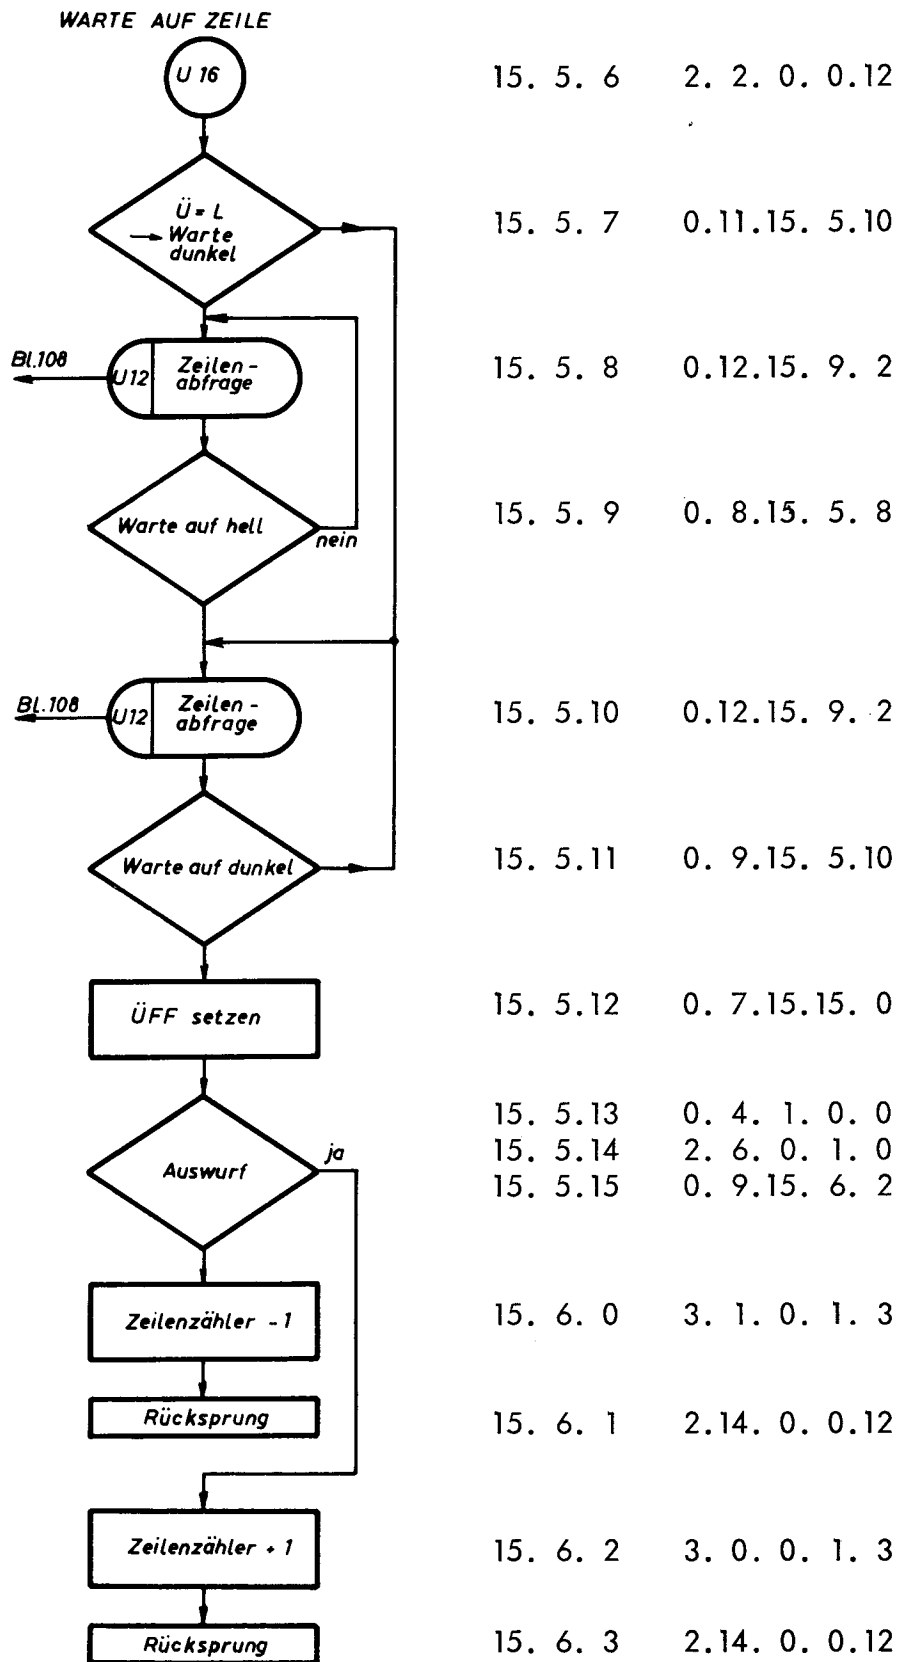 WARTE AUF ZEILE
U 16
15. 5. 6 2. 2. 0. 0.12
Ü = L
→ Warte
dunkel
15. 5. 7 0.11.15. 5.10
Bl.108
U12
Zeilen-
abfrage
15. 5. 8 0.12.15. 9. 2
Warte auf hell
nein
15. 5. 9 0. 8.15. 5. 8
Bl.108
U12
Zeilen-
abfrage
15. 5.10 0.12.15. 9. 2
Warte auf dunkel
15. 5.11 0. 9.15. 5.10
ÜFF setzen
15. 5.12 0. 7.15.15. 0
Auswurf
ja
15. 5.13 0. 4. 1. 0. 0
15. 5.14 2. 6. 0. 1. 0
15. 5.15 0. 9.15. 6. 2
Zeilenzähler - 1
15. 6. 0 3. 1. 0. 1. 3
Rücksprung
15. 6. 1 2.14. 0. 0.12
Zeilenzähler + 1
15. 6. 2 3. 0. 0. 1. 3
Rücksprung
15. 6. 3 2.14. 0. 0.12